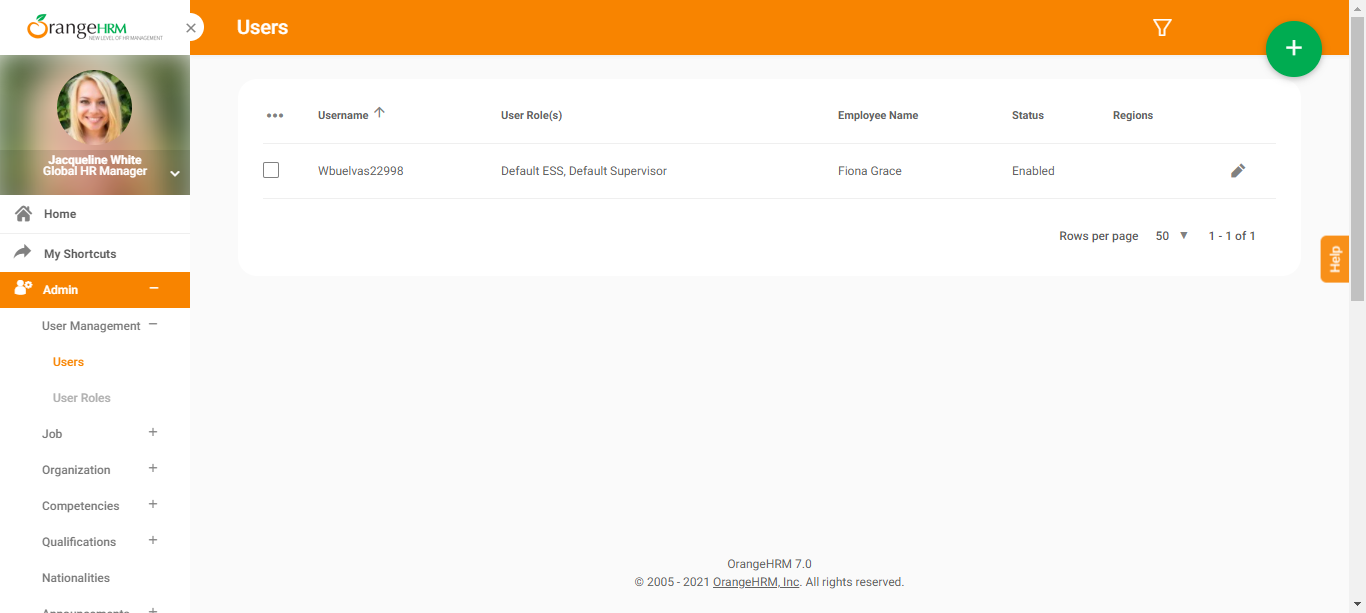 OrangeHRM
NEW LEVEL OF HR MANAGEMENT
Users
Jacqueline White
Global HR Manager
Home
My Shortcuts
Admin
User Management
Users
User Roles
Job
Organization
Competencies
Qualifications
Nationalities
Announcements
Username User Role(s) Employee Name Status Regions
Wbuelvas22998 Default ESS, Default Supervisor Fiona Grace Enabled
Rows per page 50 1 - 1 of 1
Help
OrangeHRM 7.0
© 2005 - 2021 OrangeHRM, Inc. All rights reserved.